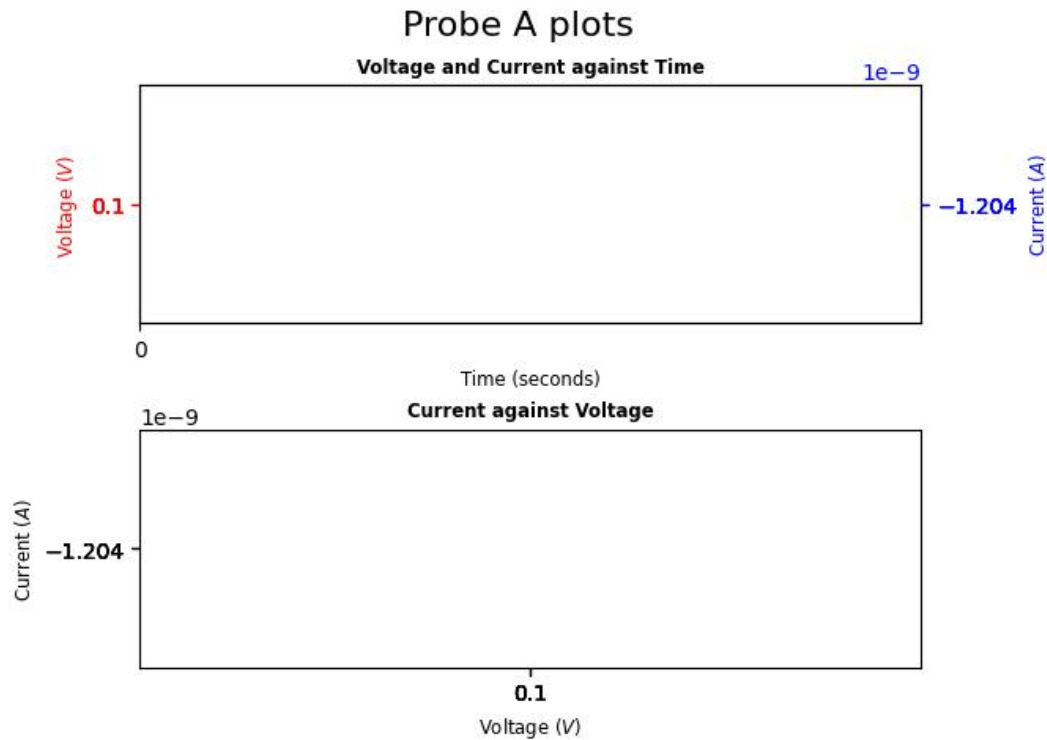 Probe A plots
Voltage and Current against Time
1e−9
Voltage (V)
0.1
−1.204
Current (A)
0
Time (seconds)
Current against Voltage
1e−9
Current (A)
−1.204
0.1
Voltage (V)